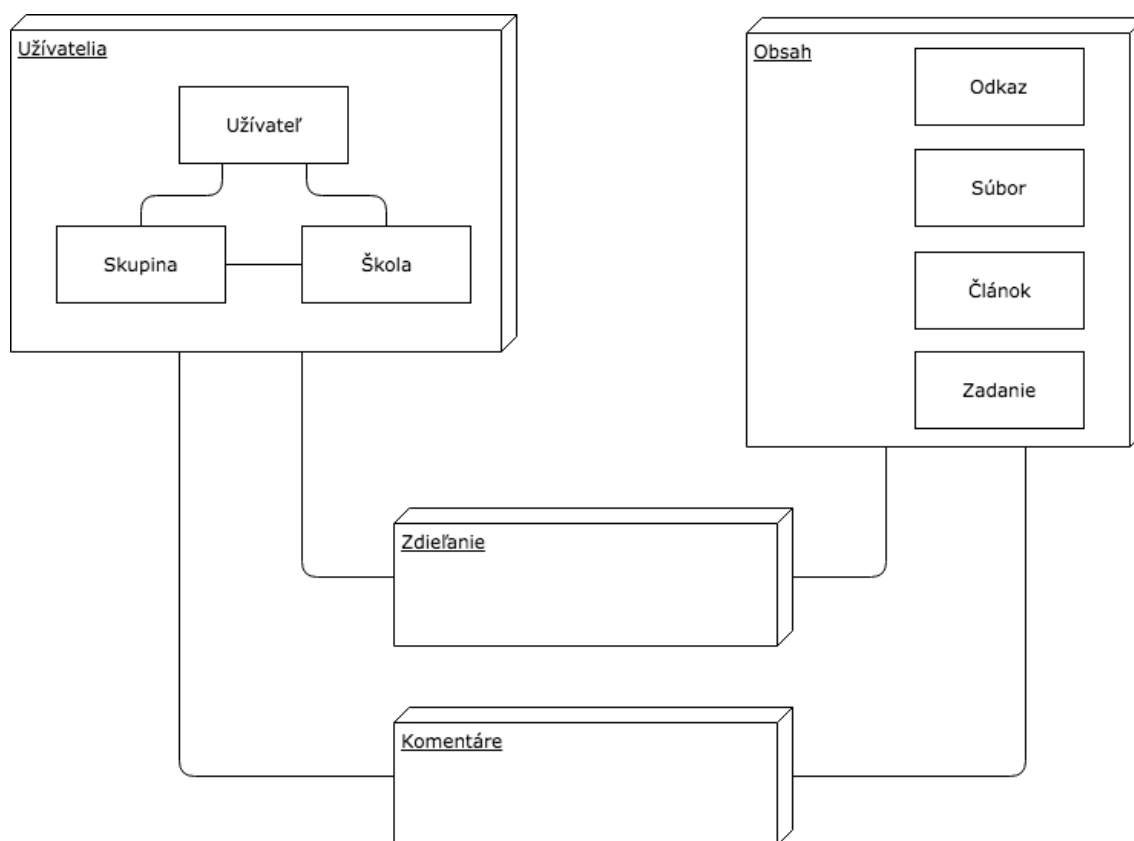 Užívatelia
Užívateľ
Skupina
Škola
Obsah
Odkaz
Súbor
Článok
Zadanie
Zdieľanie
Komentáre